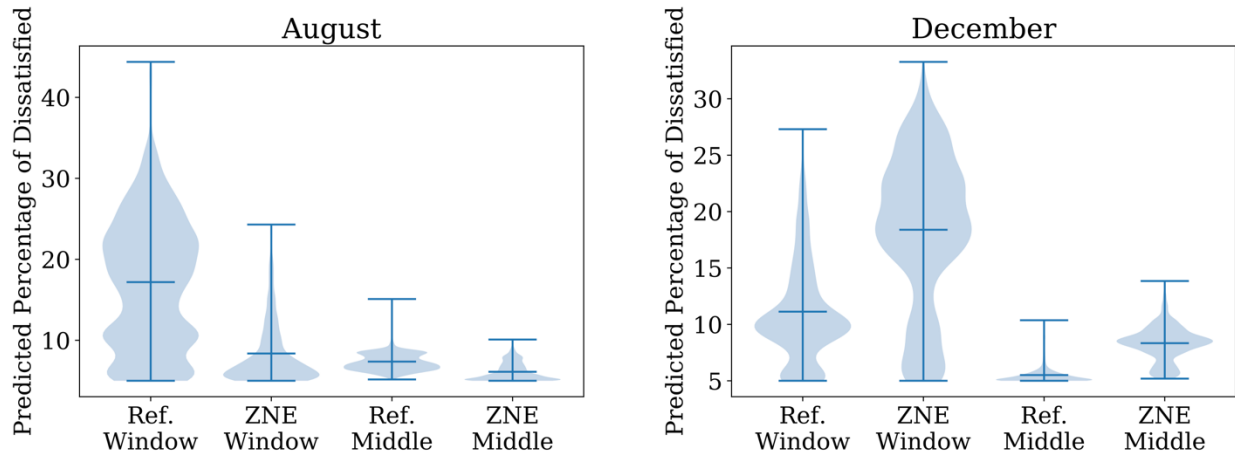 August
Predicted Percentage of Dissatisfied
40
30
20
10
Ref.
Window
ZNE
Window
Ref.
Middle
ZNE
Middle
December
Predicted Percentage of Dissatisfied
30
25
20
15
10
5
Ref.
Window
ZNE
Window
Ref.
Middle
ZNE
Middle